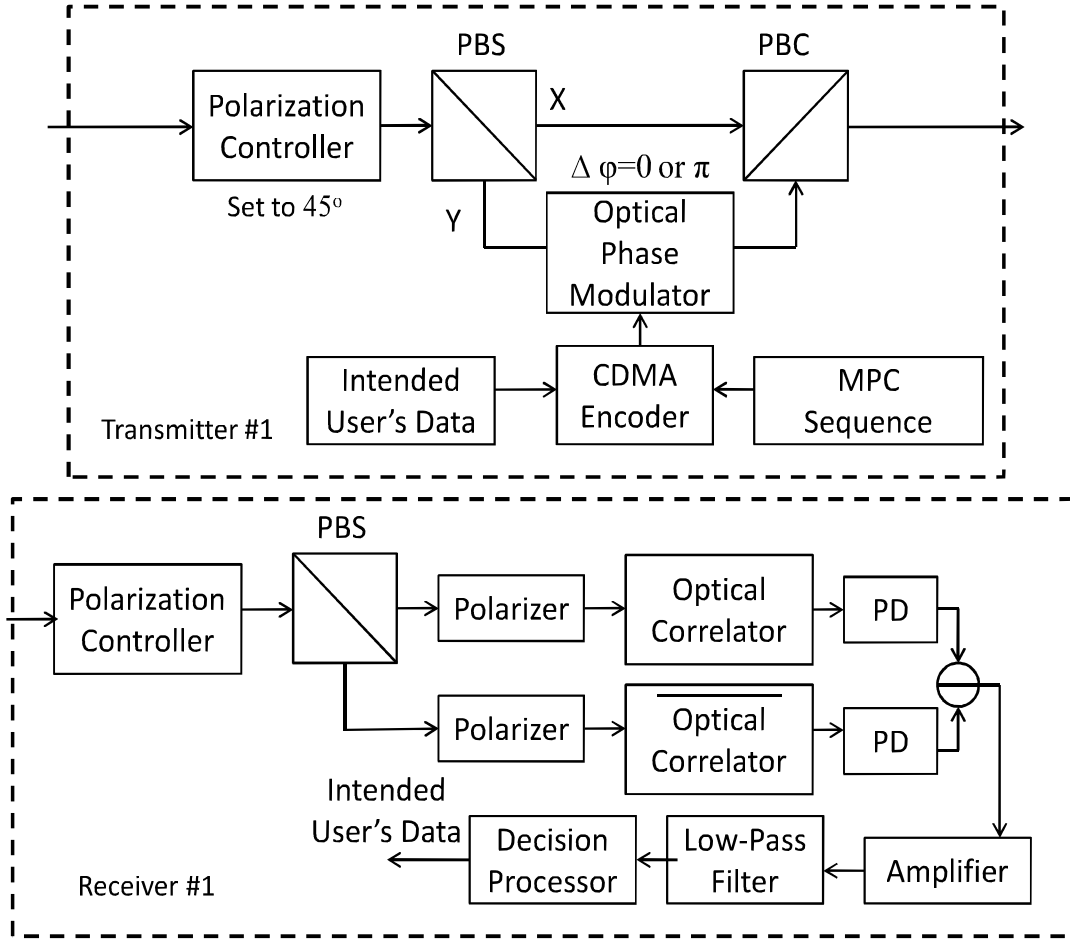 PBS
PBC
Polarization
Controller
Set to 45º
X
Y
Δ φ=0 or π
Optical
Phase
Modulator
Intended
User's Data
CDMA
Encoder
MPC
Sequence
Transmitter #1
PBS
Polarization
Controller
Polarizer
Optical
Correlator
PD
Polarizer
Optical
Correlator
PD
Intended
User's Data
Decision
Processor
Low-Pass
Filter
Amplifier
Receiver #1